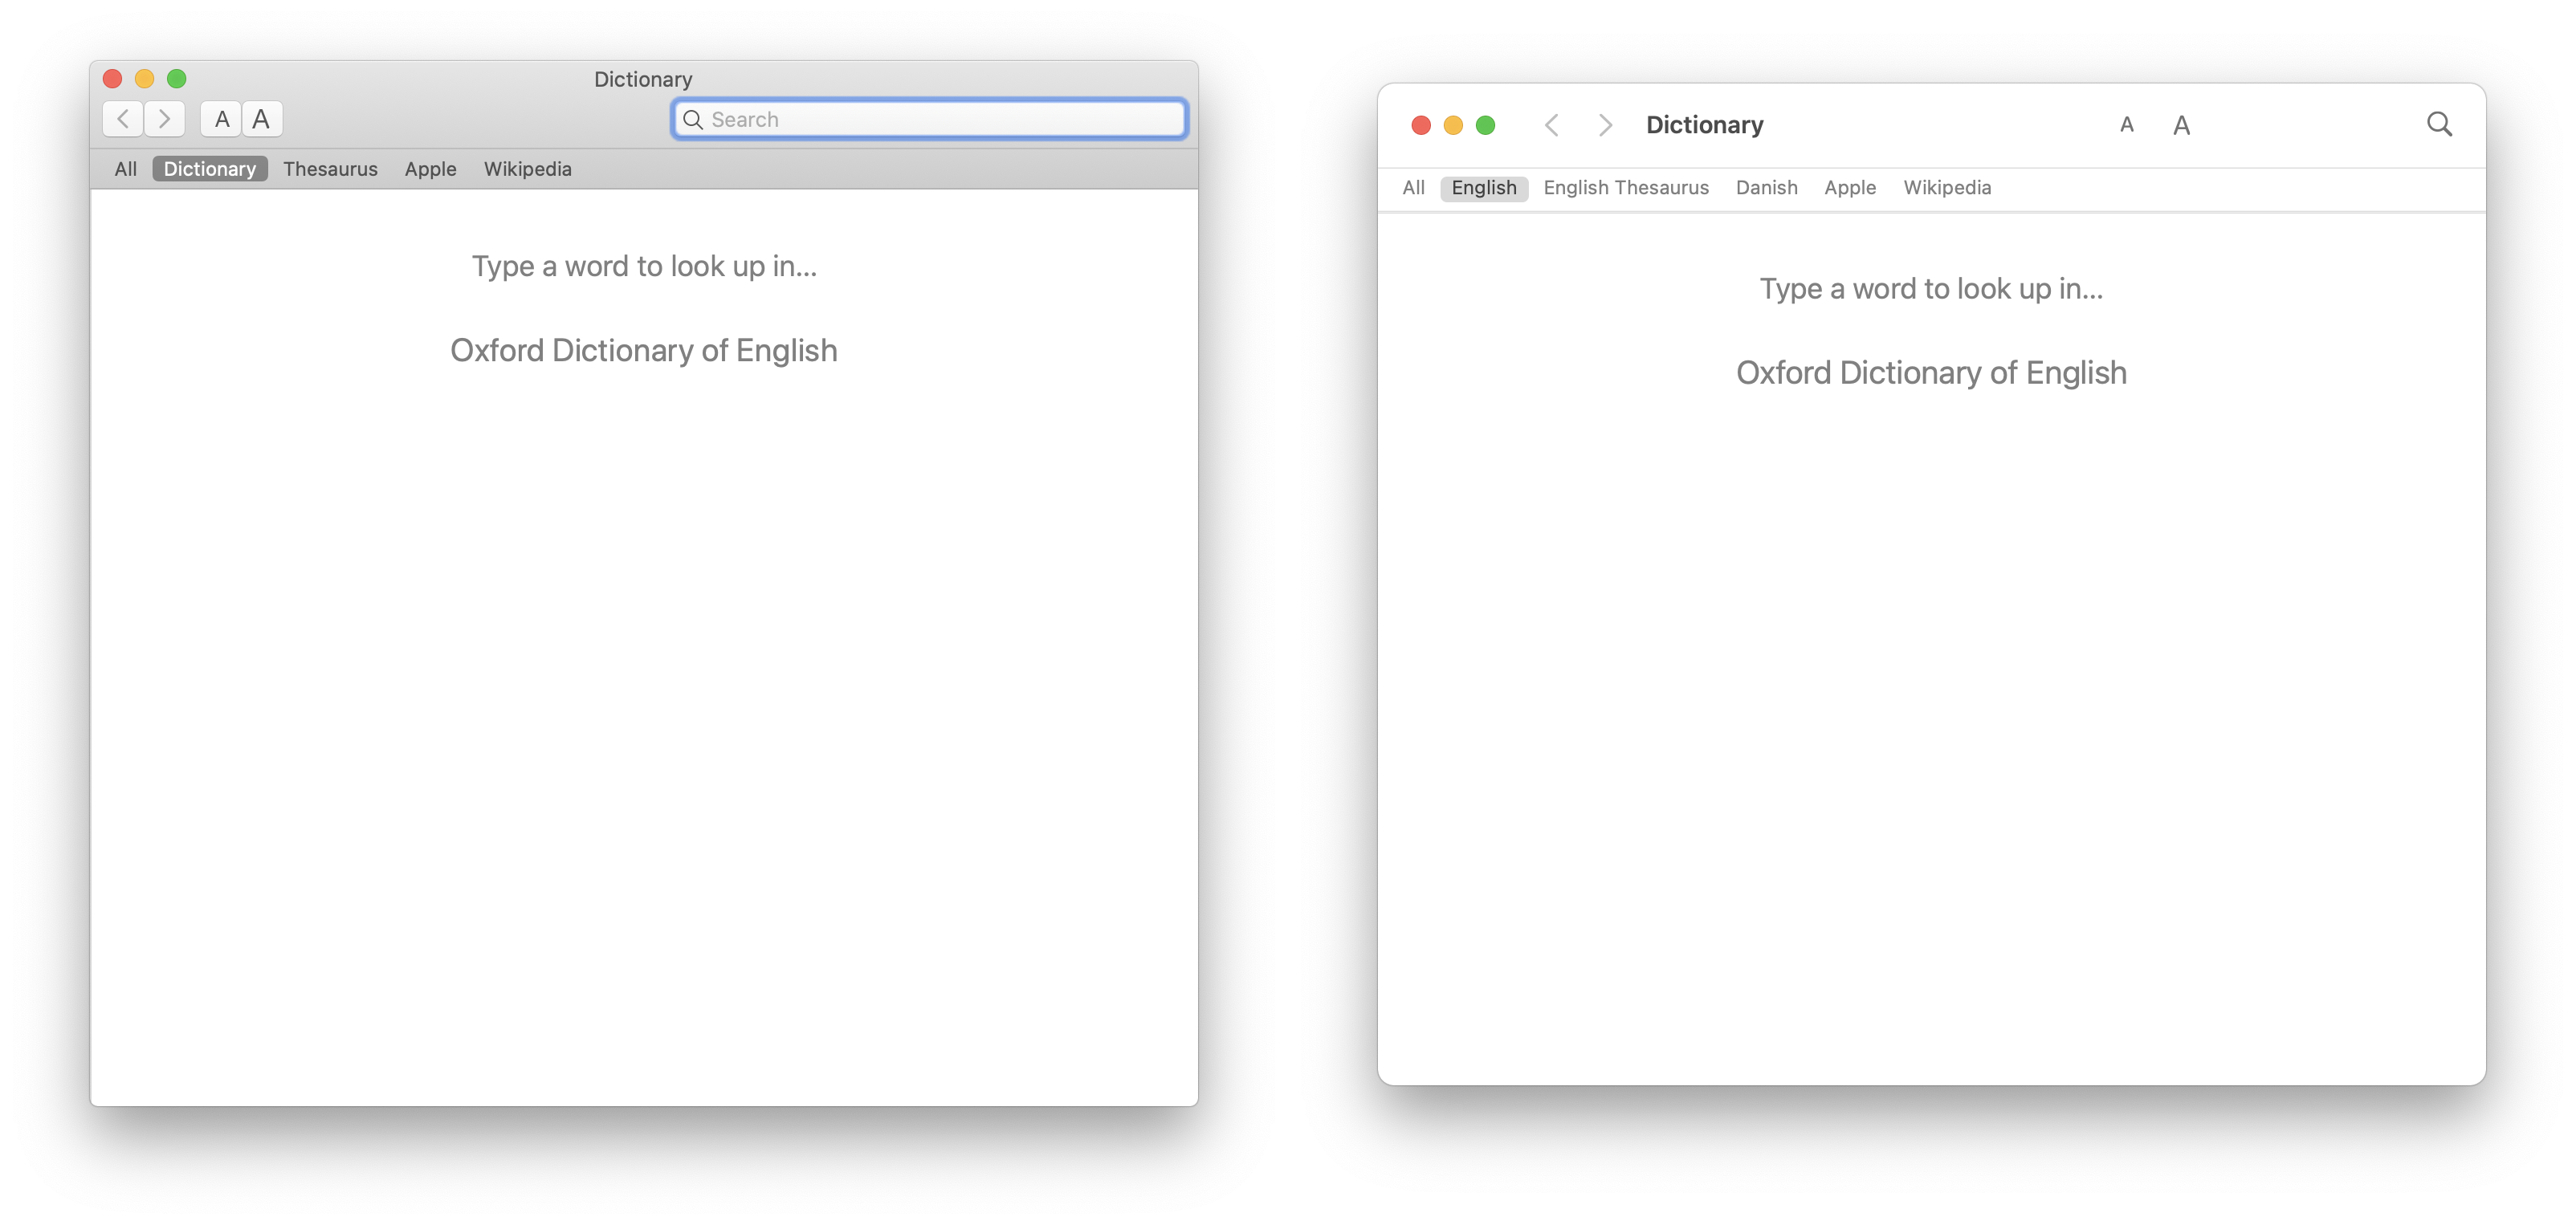 Dictionary
A A Search
All Dictionary Thesaurus Apple Wikipedia
Type a word to look up in...
Oxford Dictionary of English
Dictionary A A
All English English Thesaurus Danish Apple Wikipedia
Type a word to look up in...
Oxford Dictionary of English